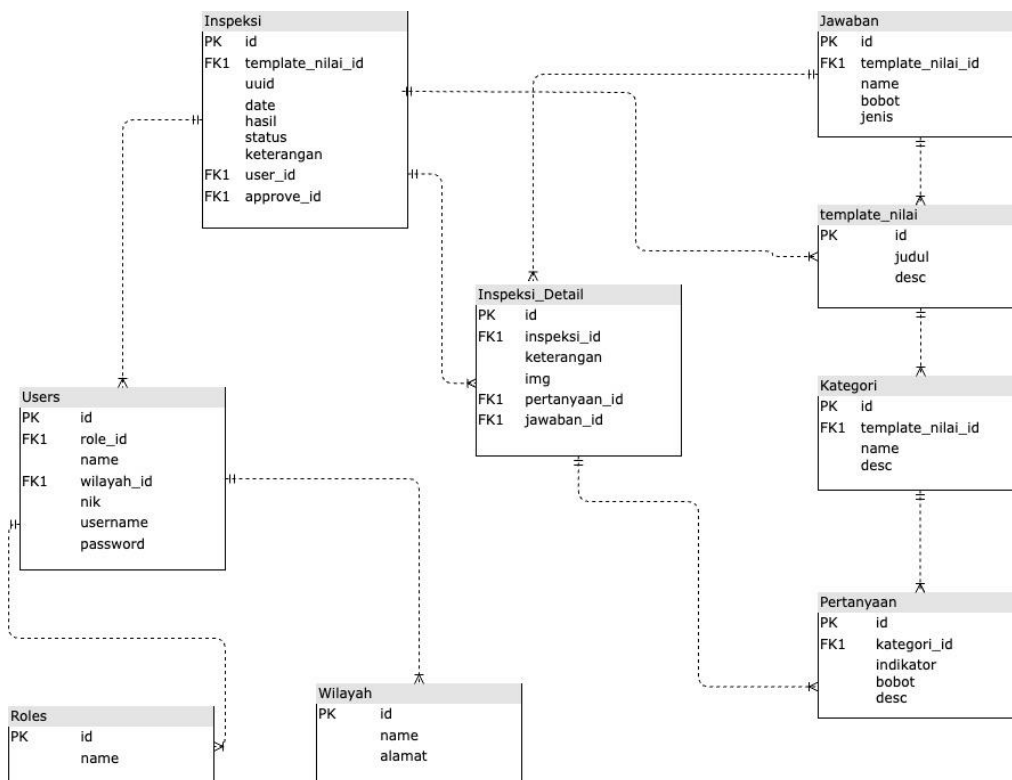 Inspeksi
PK id
FK1 template_nilai_id
uuid
date
hasil
status
keterangan
FK1 user_id
FK1 approve_id
Jawaban
PK id
FK1 template_nilai_id
name
bobot
jenis
template_nilai
PK id
judul
desc
Inspeksi_Detail
PK id
FK1 inspeksi_id
keterangan
img
FK1 pertanyaan_id
FK1 jawaban_id
Kategori
PK id
FK1 template_nilai_id
name
desc
Users
PK id
FK1 role_id
name
FK1 wilayah_id
nik
username
password
Pertanyaan
PK id
FK1 kategori_id
indikator
bobot
desc
Roles
PK id
name
Wilayah
PK id
name
alamat